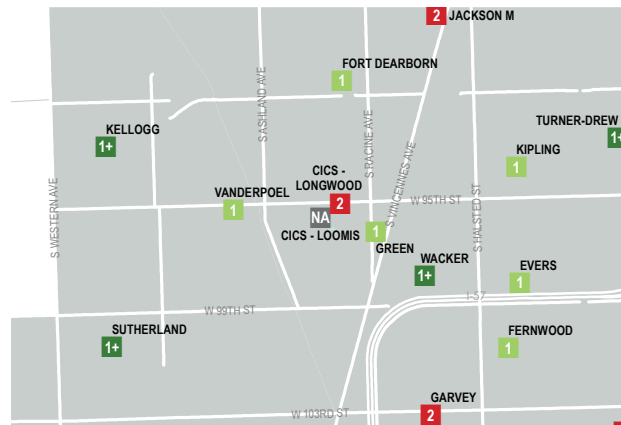 2 JACKSON M
FORT DEARBORN
1
S ASHLAND AVE
S RACINE AVE
TURNER-DREW
1+
KELLOGG
1+
KIPLING
1
CICS -
LONGWOOD
2
VANDERPOEL
1
NA
CICS - LOOMIS
1
GREEN
S VINCENNES AVE
W 95TH ST
S HALSTED ST
S WESTERN AVE
WACKER
1+
EVERS
1
I-57
W 99TH ST
SUTHERLAND
1+
FERNWOOD
1
GARVEY
2
W 103RD ST